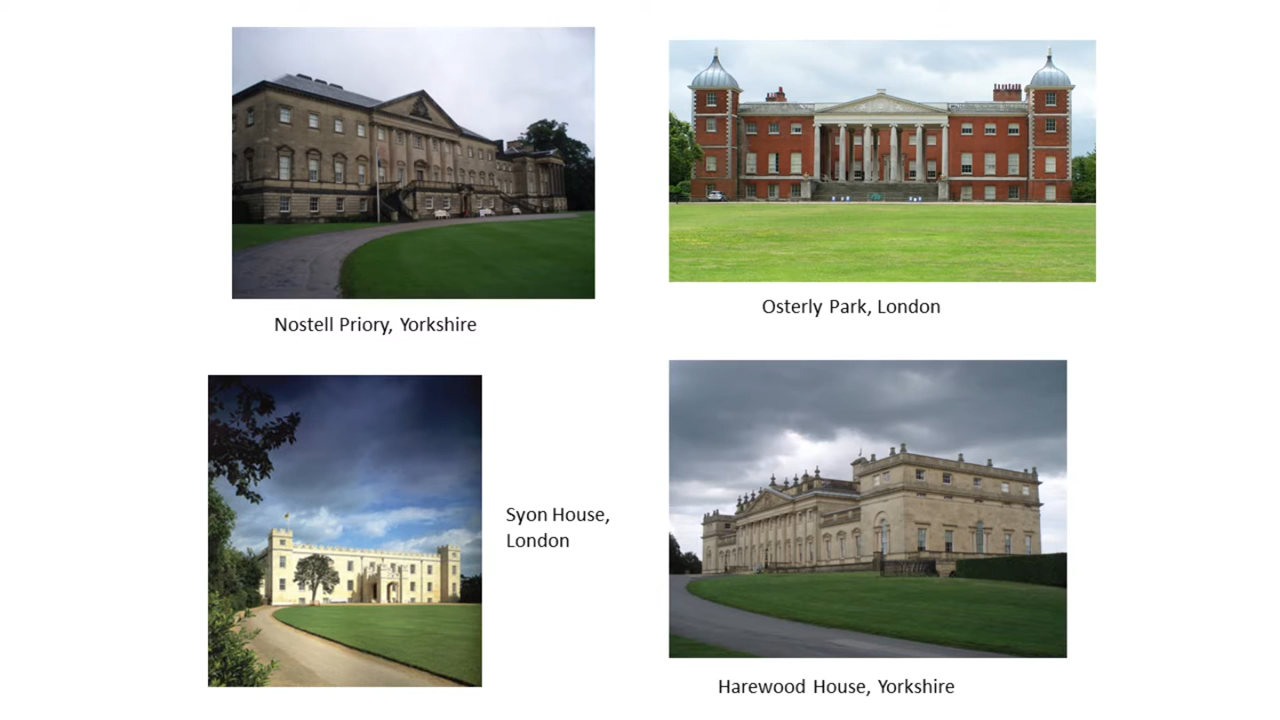 Nostell Priory, Yorkshire
Osterly Park, London
Syon House,
London
Harewood House, Yorkshire